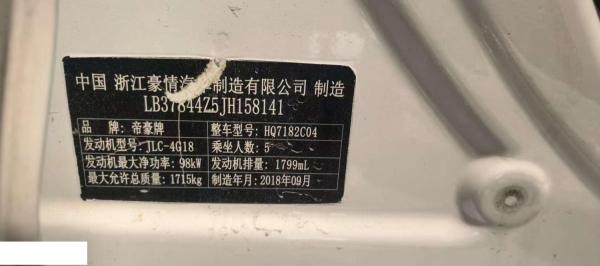 中国 浙江豪情汽车制造有限公司 制造
LB37844Z5JH158141
品 牌: 帝豪牌 整车型号: HQ7182C04
发动机型号: JLC-4G18 乘坐人数: 5
发动机最大净功率: 98kW 发动机排量: 1799mL
最大允许总质量: 1715kg 制造年月: 2018年09月